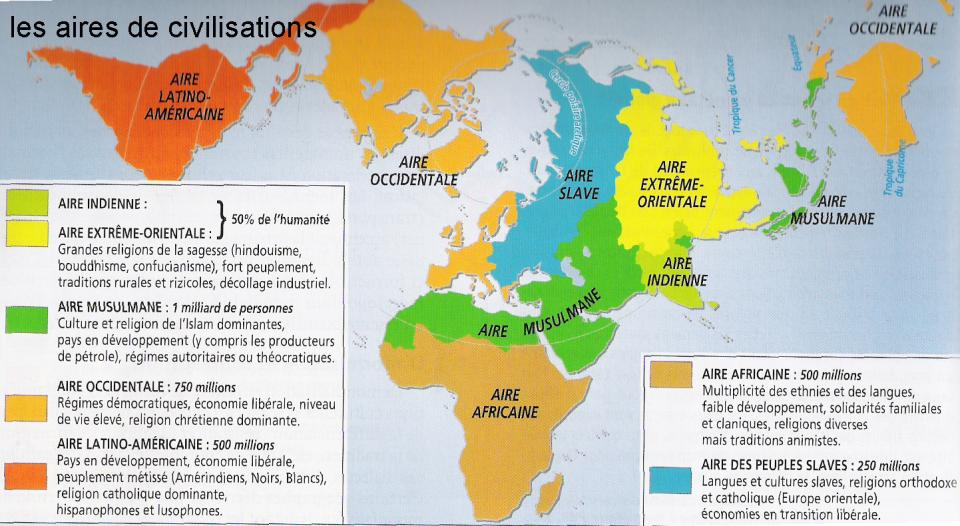 les aires de civilisations
AIRE
LATINO-
AMÉRICAINE
AIRE
OCCIDENTALE
AIRE
OCCIDENTALE
Cercle polaire arctique
Tropique du Cancer
Équateur
Tropique
du Capricorne
AIRE
SLAVE
AIRE
EXTRÊME-
ORIENTALE
AIRE
MUSULMANE
AIRE
INDIENNE
AIRE MUSULMANE
AIRE
AFRICAINE
AIRE INDIENNE :
50% de l'humanité
AIRE EXTRÊME-ORIENTALE :
Grandes religions de la sagesse (hindouisme,
bouddhisme, confucianisme), fort peuplement,
traditions rurales et rizicoles, décollage industriel.
AIRE MUSULMANE : 1 milliard de personnes
Culture et religion de l'Islam dominantes,
pays en développement (y compris les producteurs
de pétrole), régimes autoritaires ou théocratiques.
AIRE OCCIDENTALE : 750 millions
Régimes démocratiques, économie libérale, niveau
de vie élevé, religion chrétienne dominante.
AIRE LATINO-AMÉRICAINE : 500 millions
Pays en développement, économie libérale,
peuplement métissé (Amérindiens, Noirs, Blancs),
religion catholique dominante,
hispanophones et lusophones.
AIRE AFRICAINE : 500 millions
Multiplicité des ethnies et des langues,
faible développement, solidarités familiales
et claniques, religions diverses
mais traditions animistes.
AIRE DES PEUPLES SLAVES : 250 millions
Langues et cultures slaves, religions orthodoxe
et catholique (Europe orientale),
économies en transition libérale.